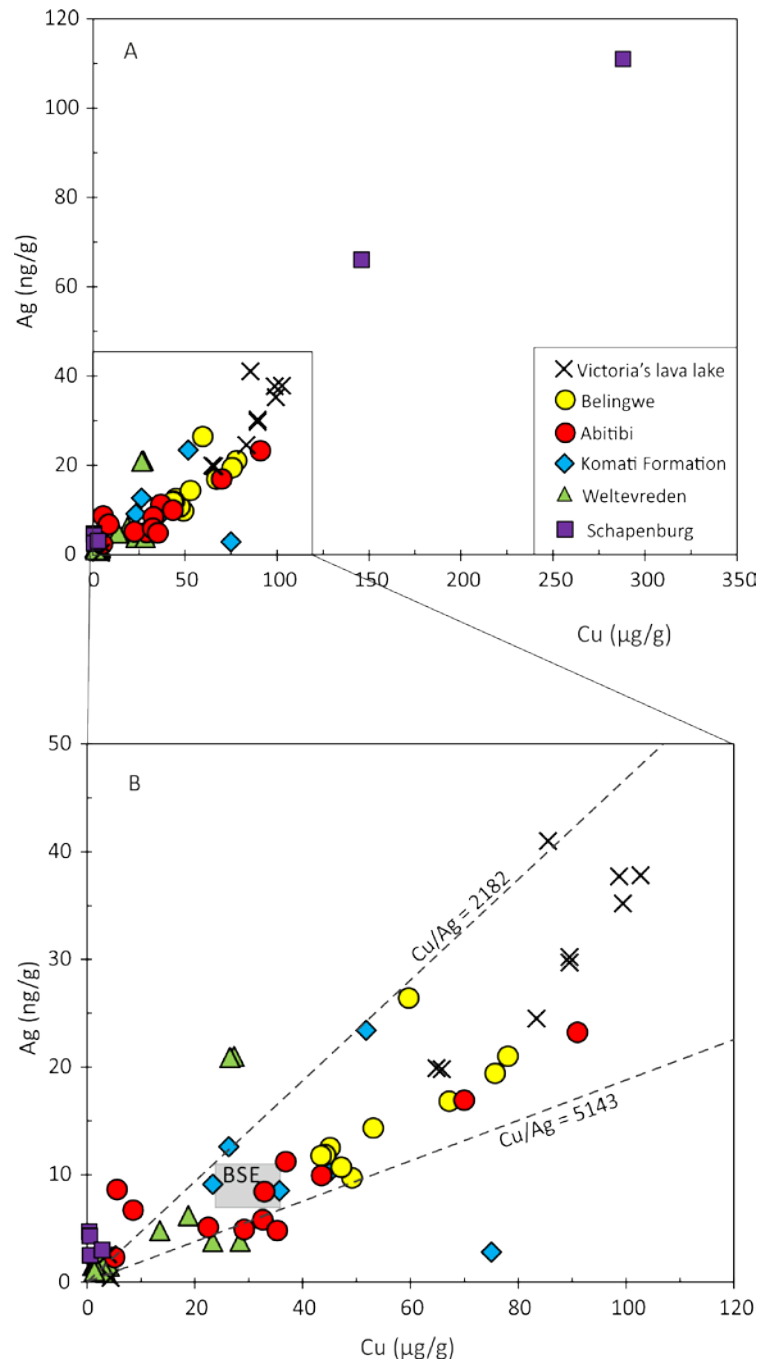 120
A
100
80
Ag (ng/g)
60
40
20
0
Victoria's lava lake
Belingwe
Abitibi
Komati Formation
Weltevreden
Schapenburg
0 50 100 150 200 250 300 350
Cu (µg/g)
50
B
40
Cu/Ag = 2182
30
Ag (ng/g)
20
Cu/Ag = 5143
10
BSE
0
0 20 40 60 80 100 120
Cu (µg/g)